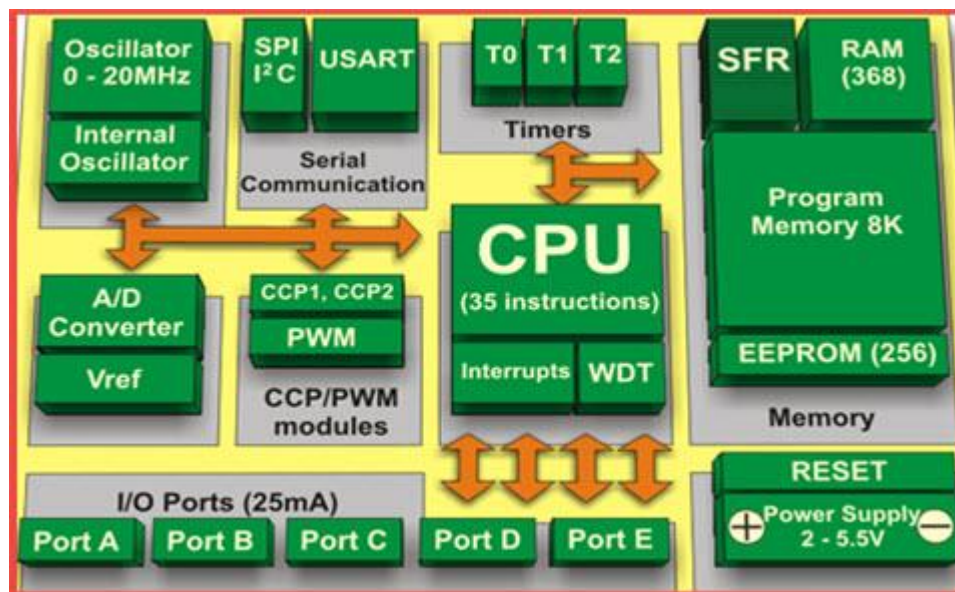 Oscillator
0 - 20MHz
Internal
Oscillator
SPI
I²C
USART
Serial
Communication
T0 T1 T2
Timers
SFR
RAM
(368)
Program
Memory 8K
EEPROM (256)
Memory
CPU
(35 instructions)
Interrupts
WDT
A/D
Converter
Vref
CCP1, CCP2
PWM
CCP/PWM
modules
I/O Ports (25mA)
Port A
Port B
Port C
Port D
Port E
RESET
+ Power Supply −
2 - 5.5V